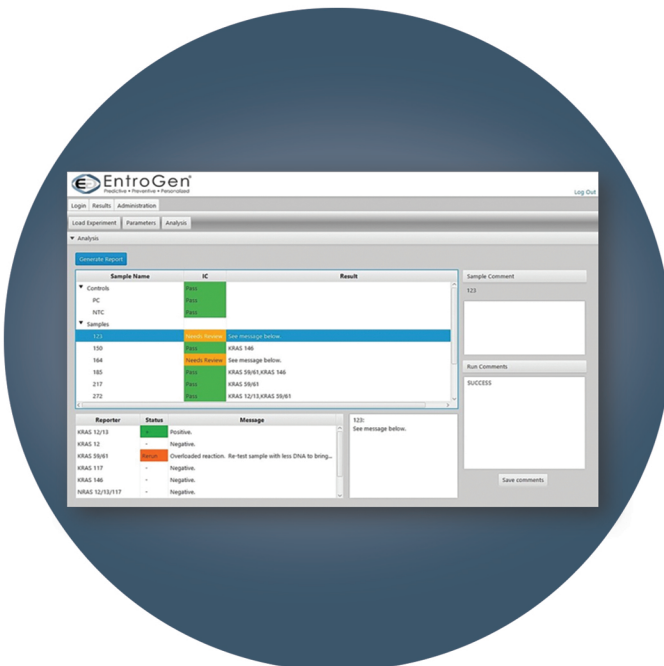 EntroGen®
Predictive • Preventive • Personalized
Log Out
Login Results Administration
Load Experiment Parameters Analysis
Analysis
Generate Report
Sample Name IC Result
Controls Pass
PC Pass
NTC Pass
Samples
123 Needs Review See message below.
150 Pass KRAS 146
164 Needs Review See message below.
185 Pass KRAS 59/61,KRAS 146
217 Pass KRAS 59/61
272 Pass KRAS 12/13,KRAS 59/61
Sample Comment
123
Run Comments
SUCCESS
Save comments
Reporter Status Message
KRAS 12/13 + Positive.
KRAS 12 - Negative.
KRAS 59/61 Rerun Overloaded reaction. Re-test sample with less DNA to bring...
KRAS 117 - Negative.
KRAS 146 - Negative.
NRAS 12/13/117 - Negative.
123:
See message below.